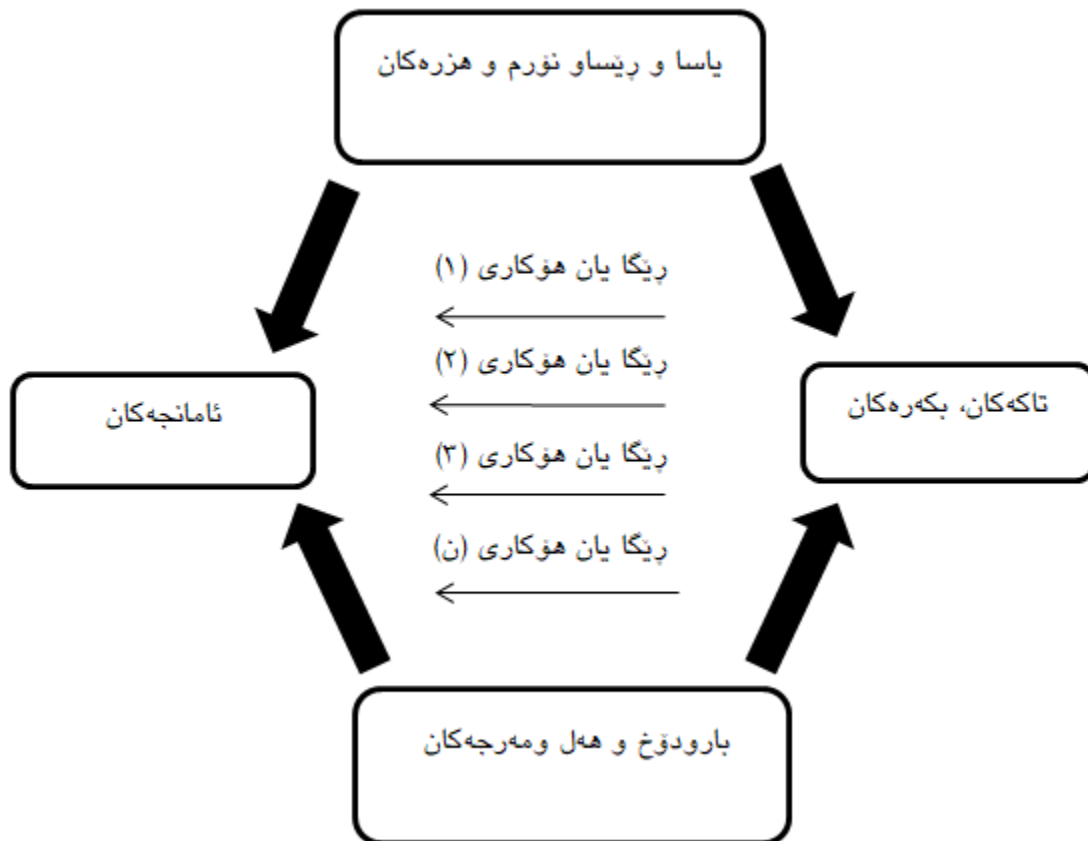 یاسا و ڕێساو نۆرم و هزرەکان
ڕێگا یان هۆکاری (١)
ڕێگا یان هۆکاری (٢)
تاکەکان، بکەرەکان
ئامانجەکان
ڕێگا یان هۆکاری (٣)
ڕێگا یان هۆکاری (ن)
بارودۆخ و هەل ومەرجەکان